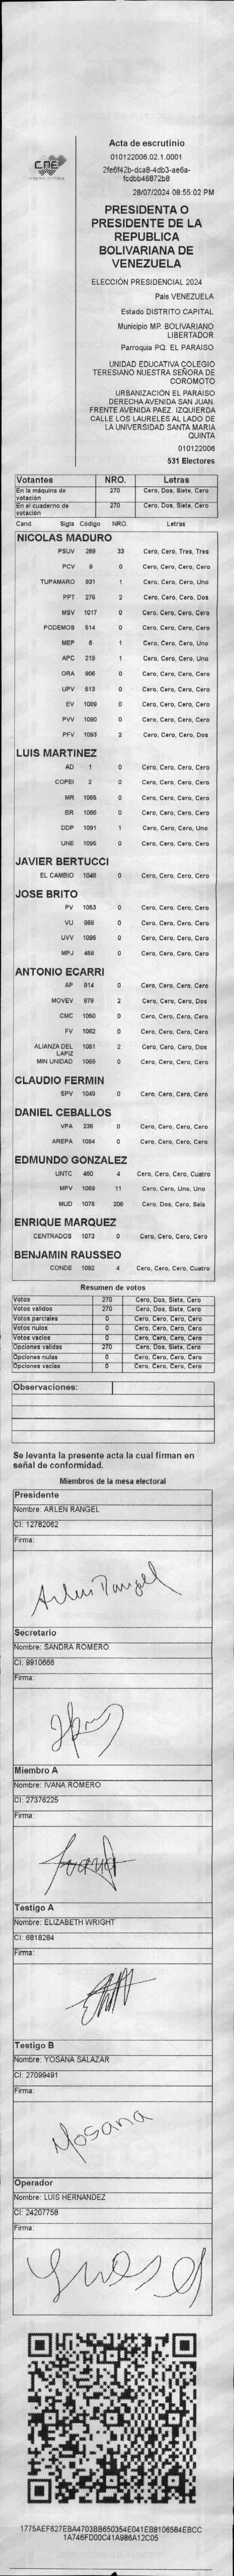 CNE
Acta de escrutinio
010122006.02.1.0001
2fe6f42b-dca8-4db3-ae6a-
fcdbb46872b8
28/07/2024 08:55:02 PM
PRESIDENTA O
PRESIDENTE DE LA
REPUBLICA
BOLIVARIANA DE
VENEZUELA
ELECCIÓN PRESIDENCIAL 2024
Pais VENEZUELA
Estado DISTRITO CAPITAL
Municipio MP. BOLIVARIANO
LIBERTADOR
Parroquia PQ. EL PARAISO
UNIDAD EDUCATIVA COLEGIO
TERESIANO NUESTRA SEÑORA DE
COROMOTO
URBANIZACIÓN EL PARAISO
DERECHA AVENIDA SAN JUAN.
FRENTE AVENIDA PAEZ. IZQUIERDA
CALLE LOS LAURELES AL LADO DE
LA UNIVERSIDAD SANTA MARIA
QUINTA
010122006
531 Electores
Votantes NRO. Letras
En la máquina de votación 270 Cero, Dos, Siete, Cero
En el cuaderno de votación 270 Cero, Dos, Siete, Cero
Cand. Sigla Código NRO. Letras
NICOLAS MADURO
PSUV 269 33 Cero, Cero, Tres, Tres
PCV 9 0 Cero, Cero, Cero, Cero
TUPAMARO 931 1 Cero, Cero, Cero, Uno
PPT 275 2 Cero, Cero, Cero, Dos
MSV 1017 0 Cero, Cero, Cero, Cero
PODEMOS 514 0 Cero, Cero, Cero, Cero
MEP 6 1 Cero, Cero, Cero, Uno
APC 219 1 Cero, Cero, Cero, Uno
ORA 906 0 Cero, Cero, Cero, Cero
UPV 613 0 Cero, Cero, Cero, Cero
EV 1089 0 Cero, Cero, Cero, Cero
PVV 1090 0 Cero, Cero, Cero, Cero
PFV 1093 2 Cero, Cero, Cero, Dos
LUIS MARTINEZ
AD 1 0 Cero, Cero, Cero, Cero
COPEI 2 0 Cero, Cero, Cero, Cero
MR 1065 0 Cero, Cero, Cero, Cero
BR 1066 0 Cero, Cero, Cero, Cero
DDP 1091 1 Cero, Cero, Cero, Uno
UNE 1095 0 Cero, Cero, Cero, Cero
JAVIER BERTUCCI
EL CAMBIO 1048 0 Cero, Cero, Cero, Cero
JOSE BRITO
PV 1053 0 Cero, Cero, Cero, Cero
VU 868 0 Cero, Cero, Cero, Cero
UVV 1096 0 Cero, Cero, Cero, Cero
MPJ 458 0 Cero, Cero, Cero, Cero
ANTONIO ECARRI
AP 914 0 Cero, Cero, Cero, Cero
MOVEV 979 2 Cero, Cero, Cero, Dos
CMC 1050 0 Cero, Cero, Cero, Cero
FV 1062 0 Cero, Cero, Cero, Cero
ALIANZA DEL LAPIZ 1051 2 Cero, Cero, Cero, Dos
MIN UNIDAD 1068 0 Cero, Cero, Cero, Cero
CLAUDIO FERMIN
SPV 1049 0 Cero, Cero, Cero, Cero
DANIEL CEBALLOS
VPA 236 0 Cero, Cero, Cero, Cero
AREPA 1094 0 Cero, Cero, Cero, Cero
EDMUNDO GONZALEZ
UNTC 460 4 Cero, Cero, Cero, Cuatro
MPV 1069 11 Cero, Cero, Uno, Uno
MUD 1075 206 Cero, Dos, Cero, Seis
ENRIQUE MARQUEZ
CENTRADOS 1073 0 Cero, Cero, Cero, Cero
BENJAMIN RAUSSEO
CONDE 1092 4 Cero, Cero, Cero, Cuatro
Resumen de votos
Votos 270 Cero, Dos, Siete, Cero
Votos validos 270 Cero, Dos, Siete, Cero
Votos parciales 0 Cero, Cero, Cero, Cero
Votos nulos 0 Cero, Cero, Cero, Cero
Votos vacios 0 Cero, Cero, Cero, Cero
Opciones validas 270 Cero, Dos, Siete, Cero
Opciones nulas 0 Cero, Cero, Cero, Cero
Opciones vacias 0 Cero, Cero, Cero, Cero
Observaciones:
Se levanta la presente acta la cual firman en
señal de conformidad.
Miembros de la mesa electoral
Presidente
Nombre: ARLEN RANGEL
CI: 12782062
Firma:
Arlen Rangel
Secretario
Nombre: SANDRA ROMERO
CI: 9910666
Firma:
Miembro A
Nombre: IVANA ROMERO
CI: 27376225
Firma:
Ivana
Testigo A
Nombre: ELIZABETH WRIGHT
CI: 6818284
Firma:
Testigo B
Nombre: YOSANA SALAZAR
CI: 27099491
Firma:
Yosana
Operador
Nombre: LUIS HERNANDEZ
CI: 24207758
Firma:
1775AEF627EBA4703BB650354E041EB8106584EBCC
1A746FD00C41A986A12C05